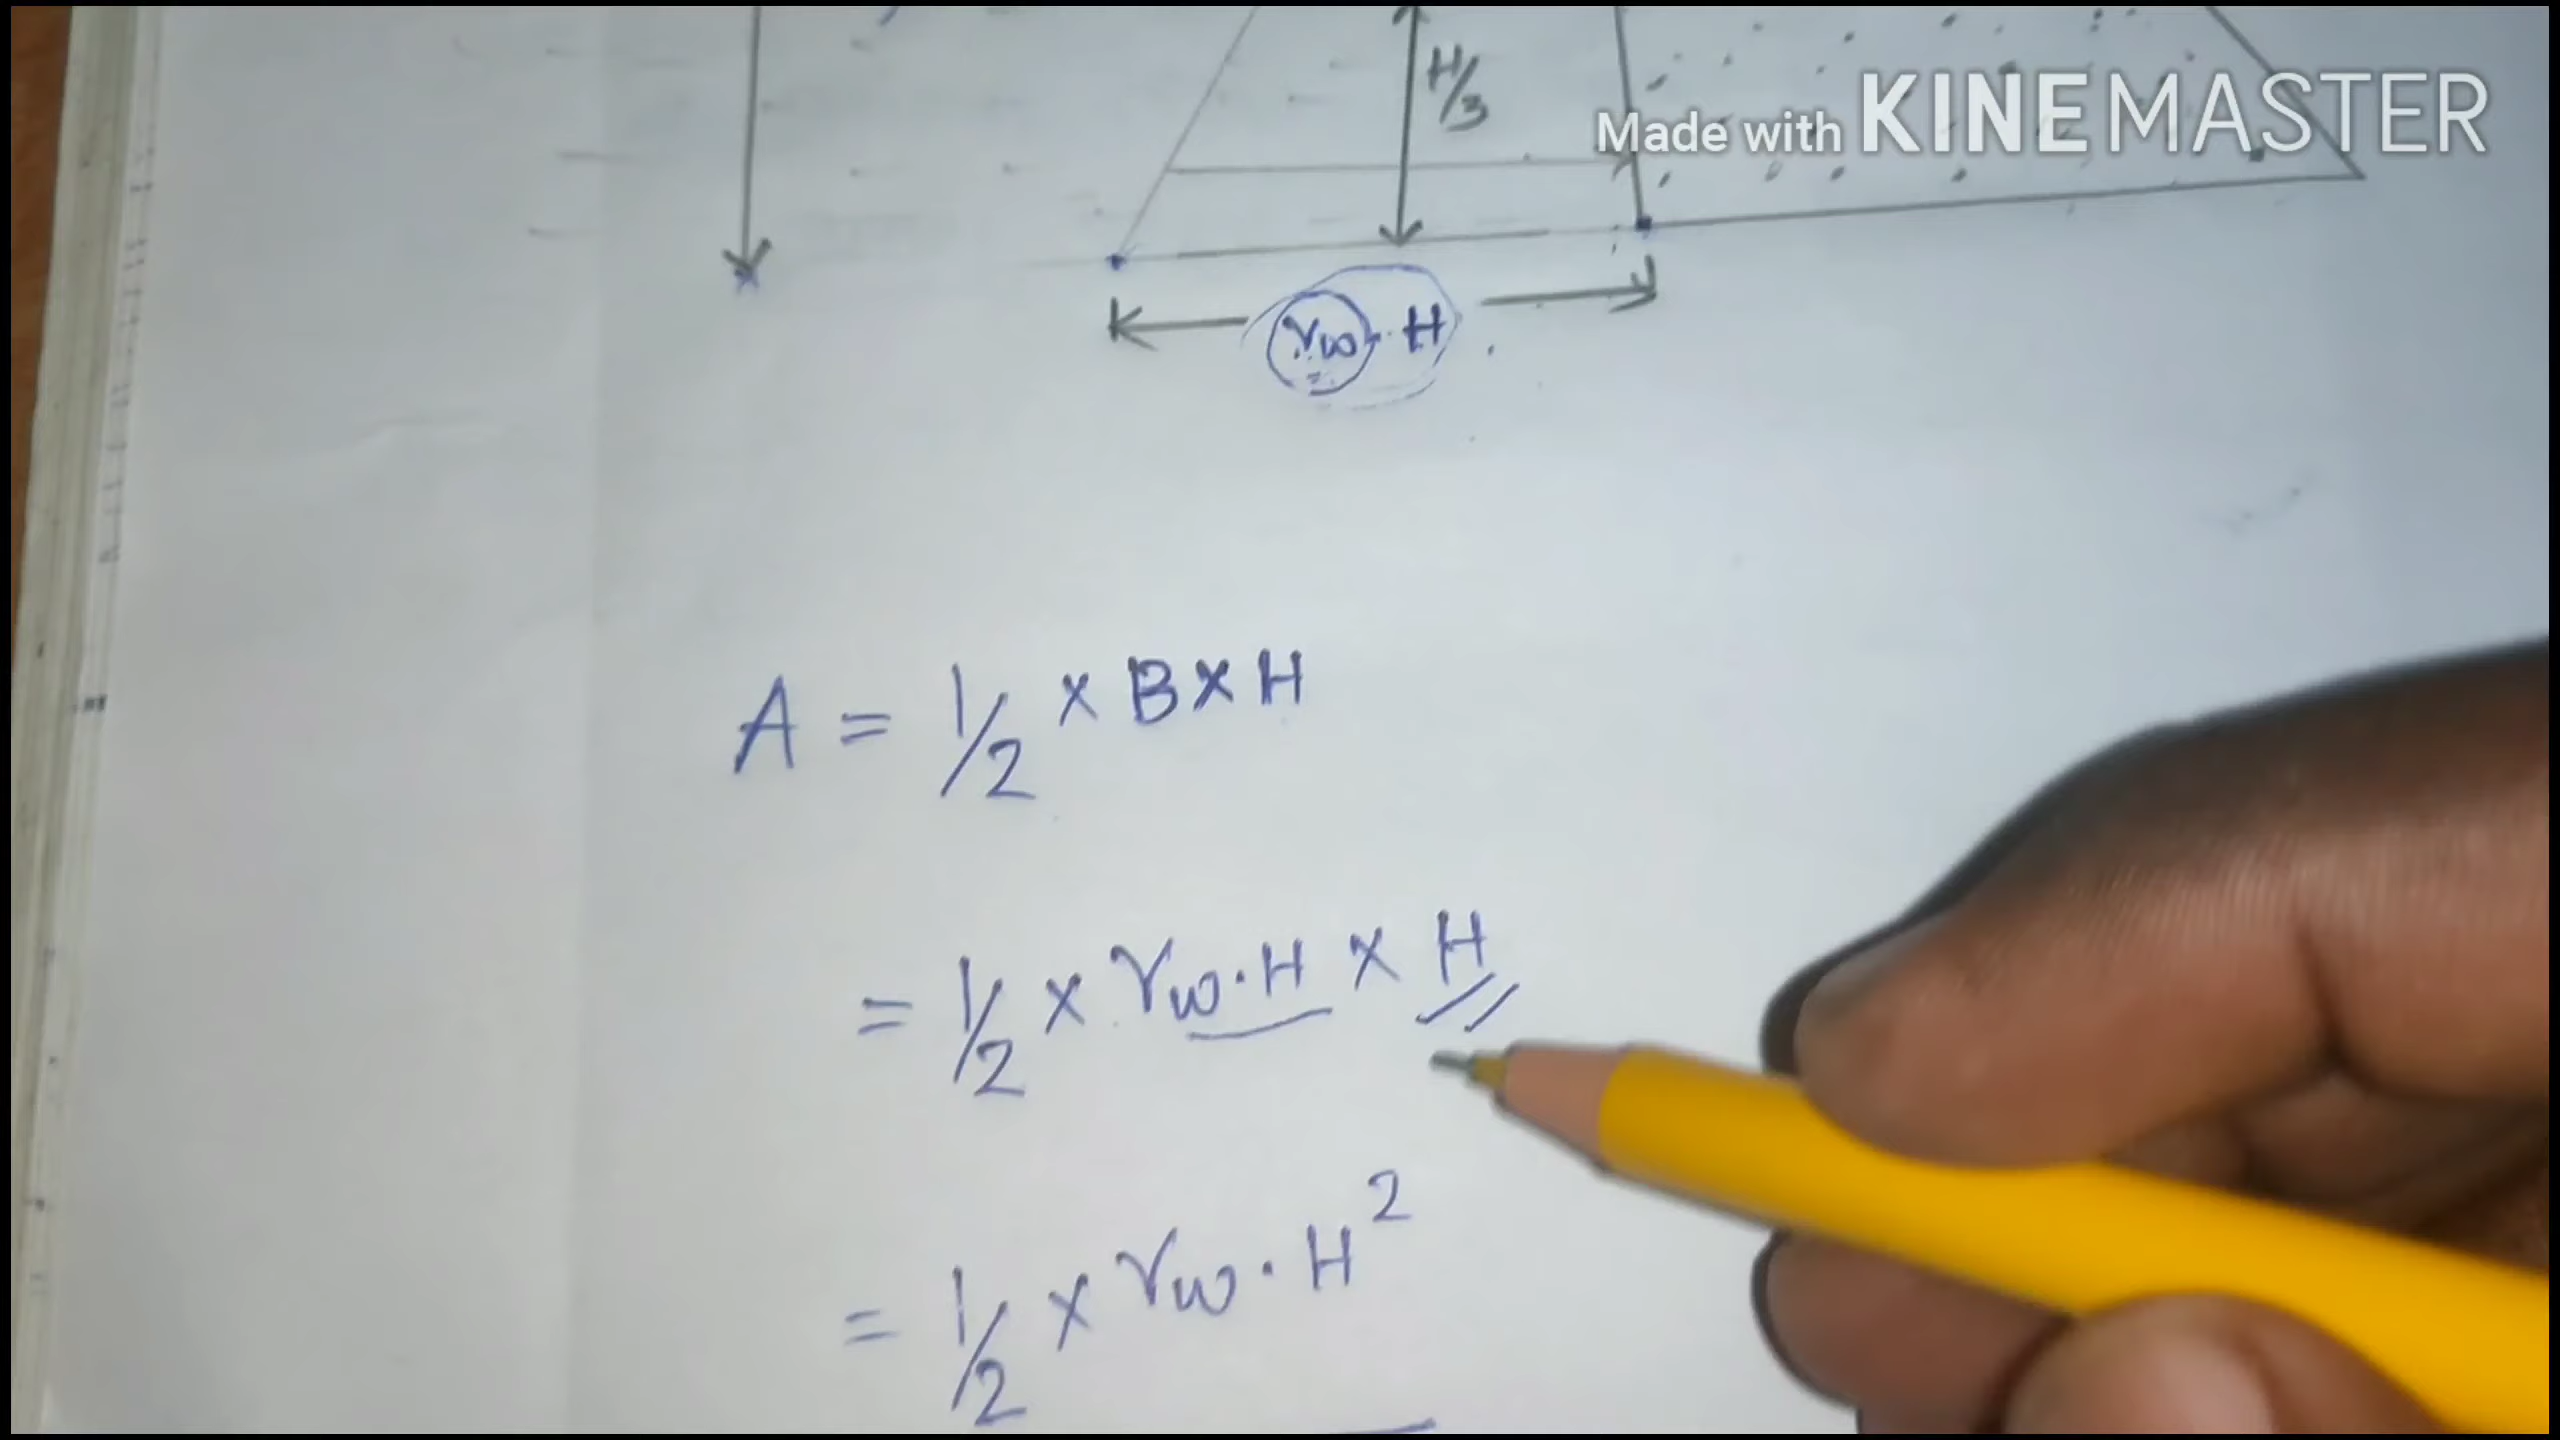 H/3
Made with KINEMASTER
γw · H
A = 1/2 × B × H
= 1/2 × γw · H × H
= 1/2 × γw · H²